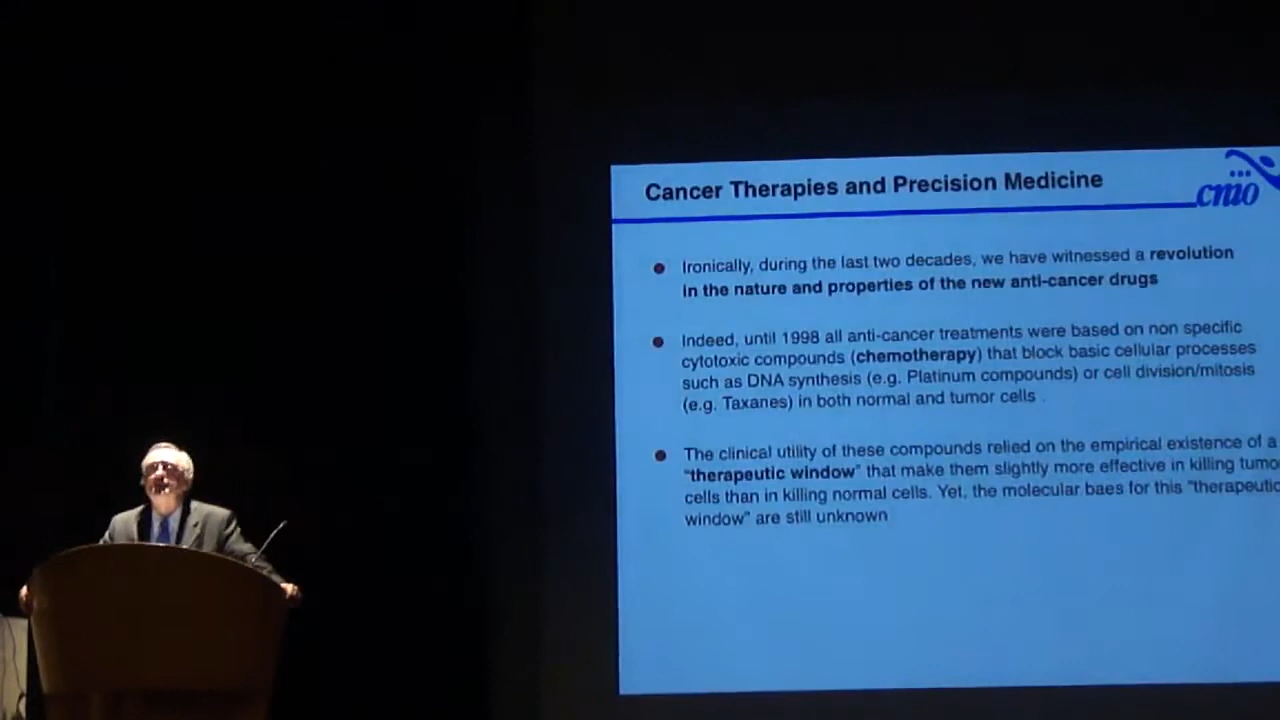 Cancer Therapies and Precision Medicine
cnio
Ironically, during the last two decades, we have witnessed a revolution
in the nature and properties of the new anti-cancer drugs
Indeed, until 1998 all anti-cancer treatments were based on non specific
cytotoxic compounds (chemotherapy) that block basic cellular processes
such as DNA synthesis (e.g. Platinum compounds) or cell division/mitosis
(e.g. Taxanes) in both normal and tumor cells .
The clinical utility of these compounds relied on the empirical existence of a
"therapeutic window" that make them slightly more effective in killing tumo
cells than in killing normal cells. Yet, the molecular baes for this "therapeutic
window" are still unknown